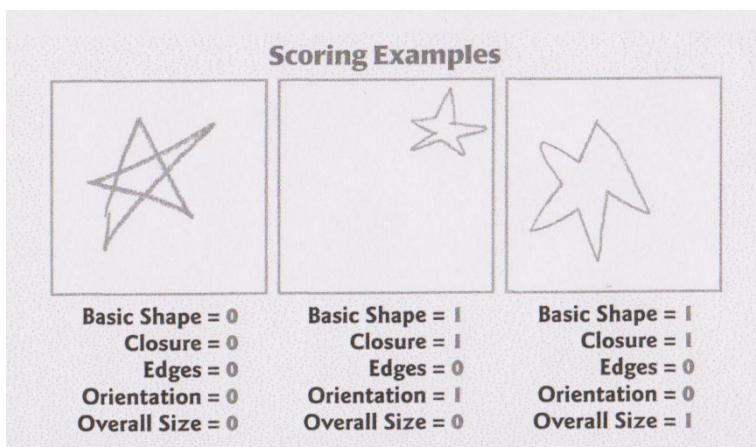 Scoring Examples
Basic Shape = 0
Closure = 0
Edges = 0
Orientation = 0
Overall Size = 0
Basic Shape = 1
Closure = 1
Edges = 0
Orientation = 1
Overall Size = 0
Basic Shape = 1
Closure = 1
Edges = 0
Orientation = 0
Overall Size = 1